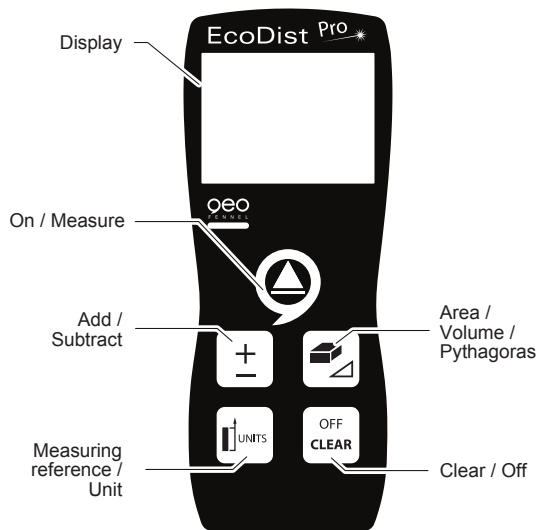 EcoDist Pro
Display
geo
FENNEL
On / Measure
Add /
Subtract
+
−
Area /
Volume /
Pythagoras
UNITS
OFF
CLEAR
Measuring
reference /
Unit
Clear / Off